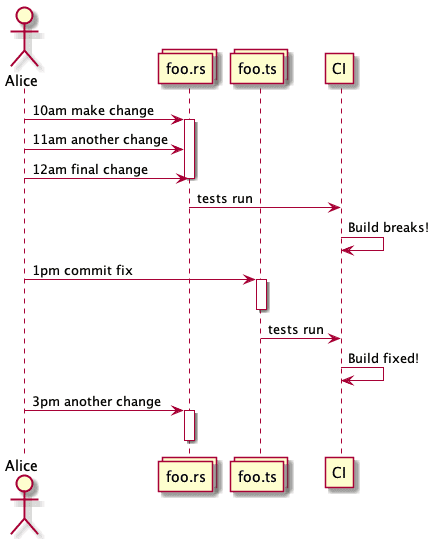 Alice
foo.rs
foo.ts
CI
10am make change
11am another change
12am final change
tests run
Build breaks!
1pm commit fix
tests run
Build fixed!
3pm another change
Alice
foo.rs
foo.ts
CI